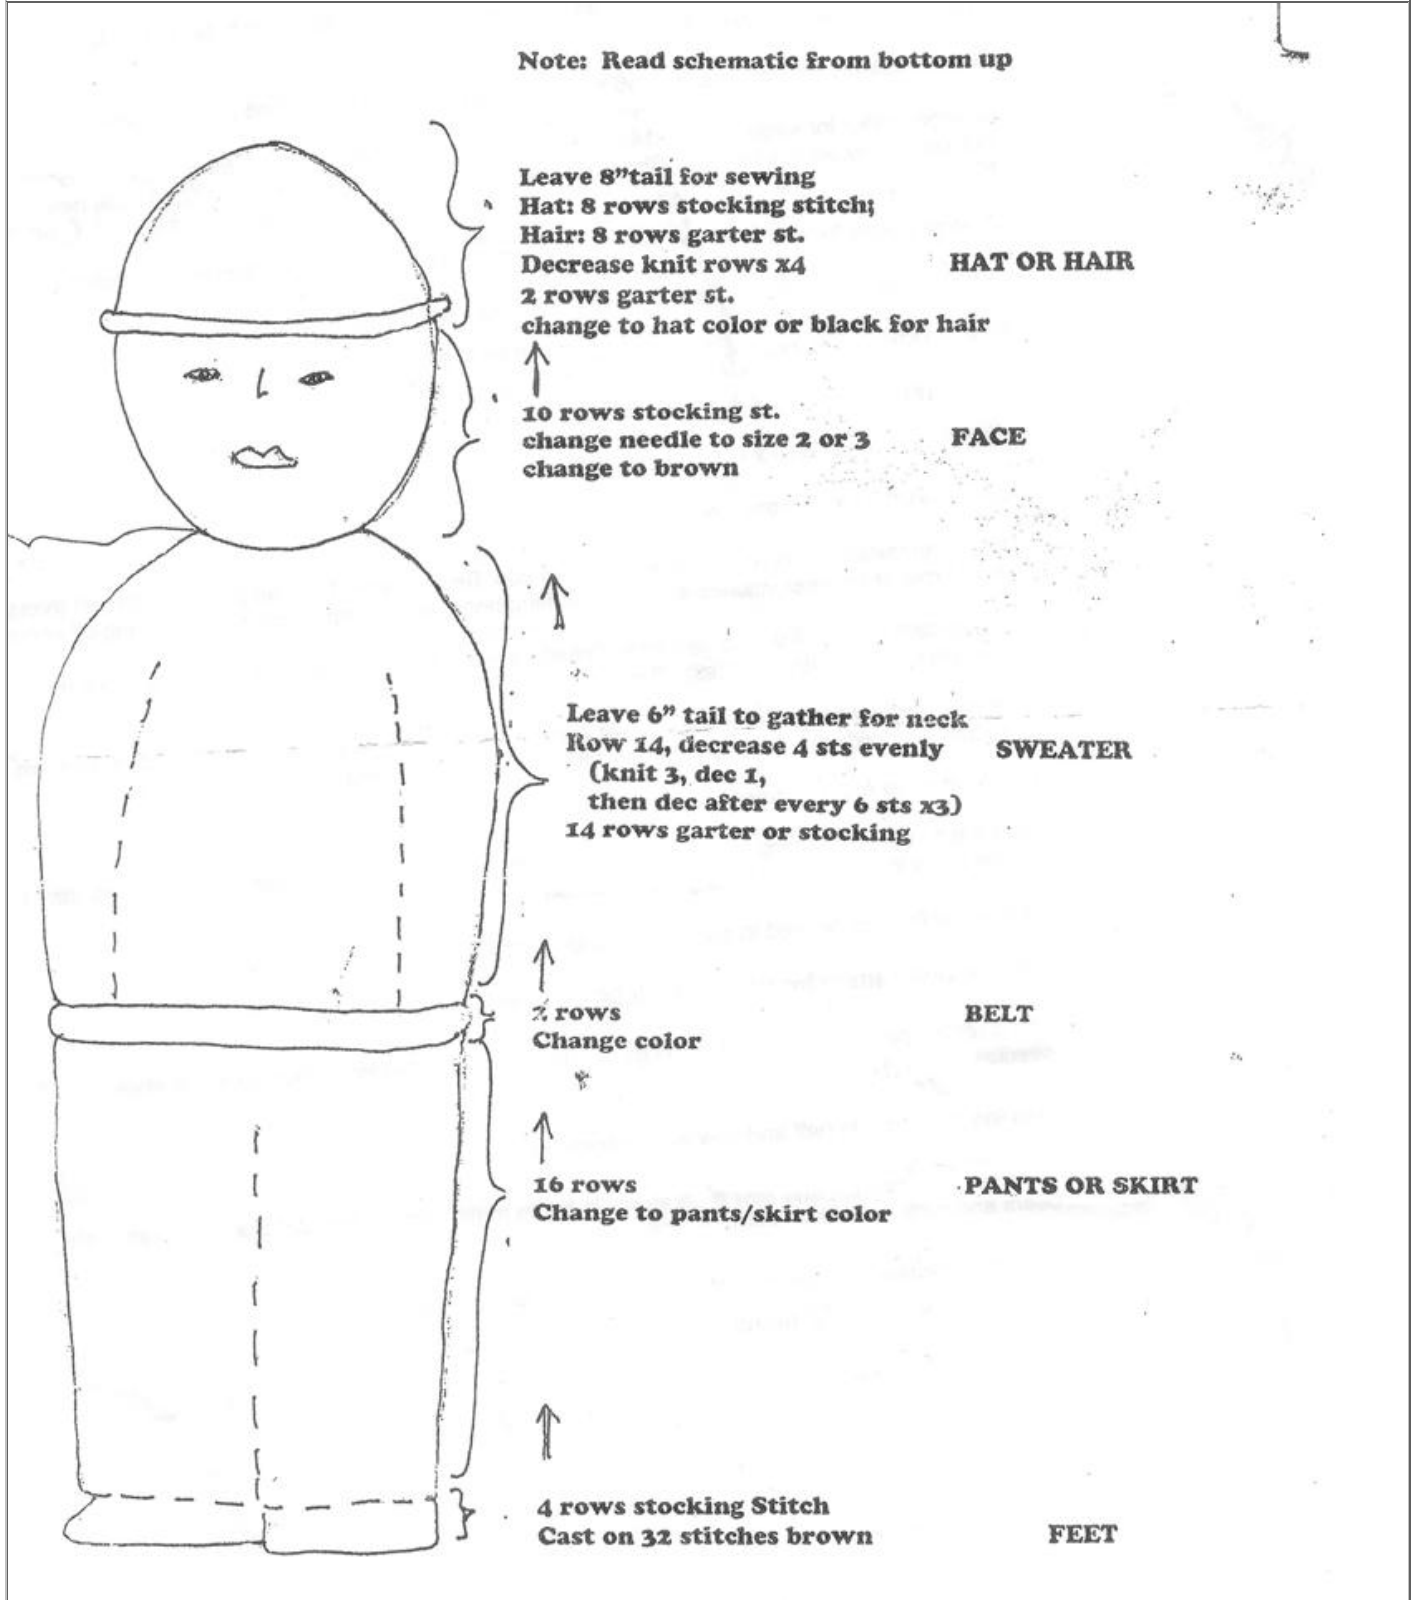 Note: Read schematic from bottom up
Leave 8”tail for sewing
Hat: 8 rows stocking stitch;
Hair: 8 rows garter st.
Decrease knit rows x4
HAT OR HAIR
2 rows garter st.
change to hat color or black for hair
10 rows stocking st.
change needle to size 2 or 3
FACE
change to brown
Leave 6” tail to gather for neck
Row 14, decrease 4 sts evenly
SWEATER
(knit 3, dec 1,
then dec after every 6 sts x3)
14 rows garter or stocking
2 rows
BELT
Change color
16 rows
PANTS OR SKIRT
Change to pants/skirt color
4 rows stocking Stitch
Cast on 32 stitches brown
FEET